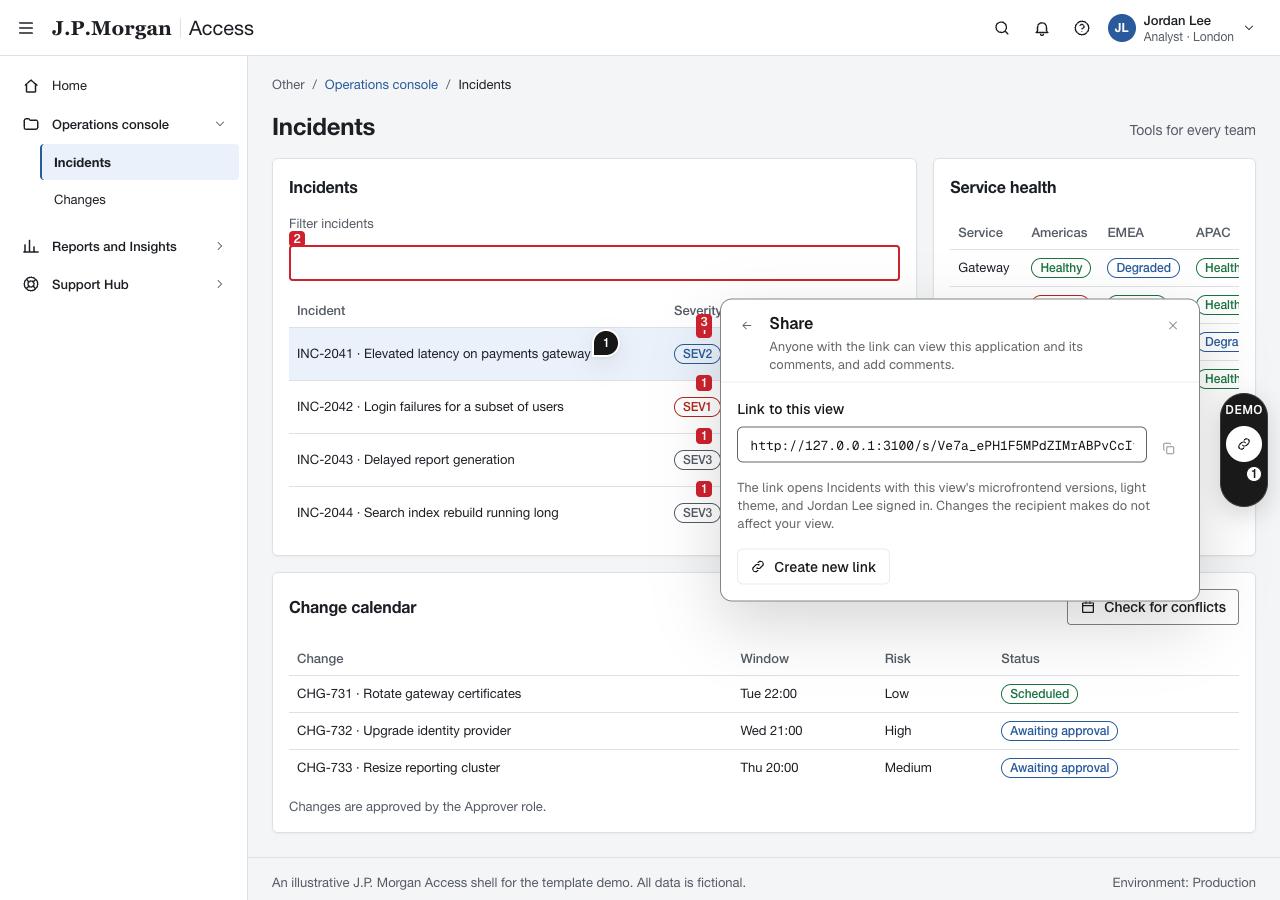 J.P.Morgan Access
JL
Jordan Lee
Analyst · London
Home
Operations console
Incidents
Changes
Reports and Insights
Support Hub
Other / Operations console / Incidents
Incidents
Tools for every team
Incidents
Filter incidents
2
Incident Severity
3
INC-2041 · Elevated latency on payments gateway 1 SEV2
1
INC-2042 · Login failures for a subset of users SEV1
1
INC-2043 · Delayed report generation SEV3
1
INC-2044 · Search index rebuild running long SEV3
Service health
Service Americas EMEA APAC
Gateway Healthy Degraded Health
Health
Degra
Health
Share
Anyone with the link can view this application and its
comments, and add comments.
Link to this view
http://127.0.0.1:3100/s/Ve7a_ePH1F5MPdZIMrABPvCcI
The link opens Incidents with this view's microfrontend versions, light
theme, and Jordan Lee signed in. Changes the recipient makes do not
affect your view.
Create new link
DEMO
1
Change calendar
Check for conflicts
Change Window Risk Status
CHG-731 · Rotate gateway certificates Tue 22:00 Low Scheduled
CHG-732 · Upgrade identity provider Wed 21:00 High Awaiting approval
CHG-733 · Resize reporting cluster Thu 20:00 Medium Awaiting approval
Changes are approved by the Approver role.
An illustrative J.P. Morgan Access shell for the template demo. All data is fictional.
Environment: Production